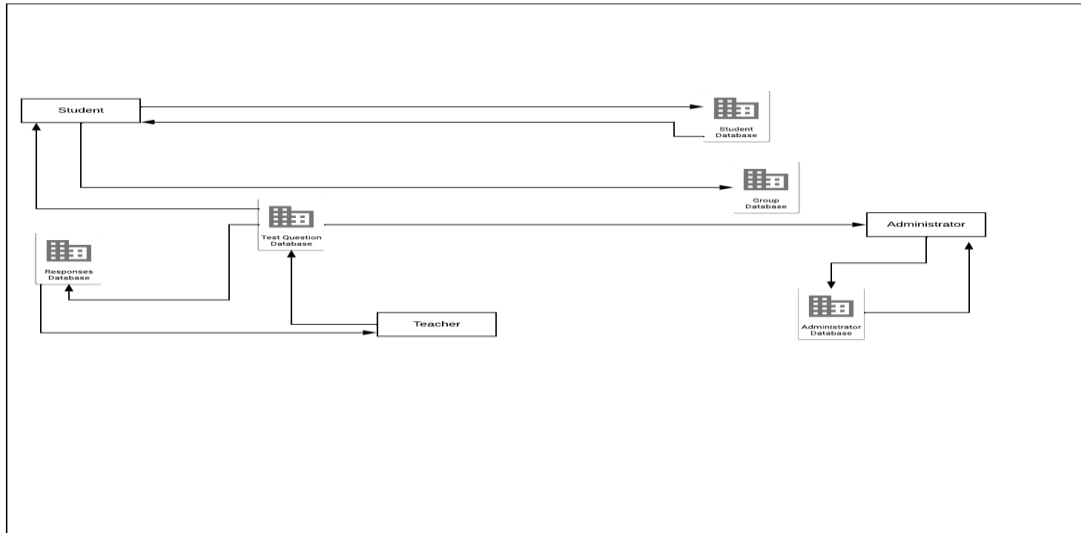 Student
Student
Database
Group
Database
Test Question
Database
Administrator
Responses
Database
Teacher
Administrator
Database